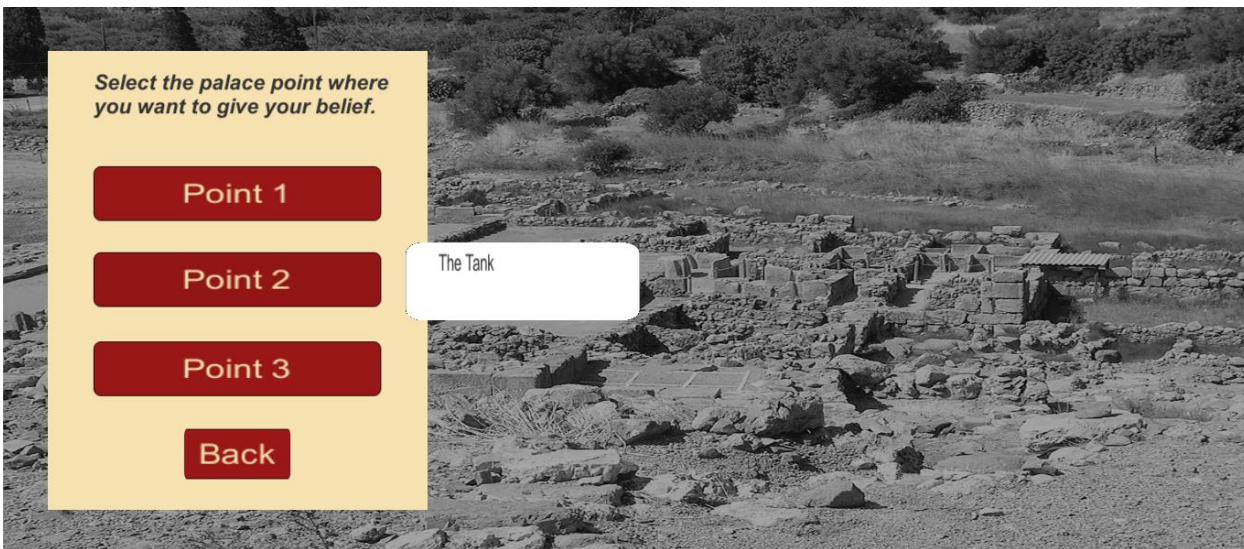 Select the palace point where
you want to give your belief.
Point 1
Point 2
The Tank
Point 3
Back